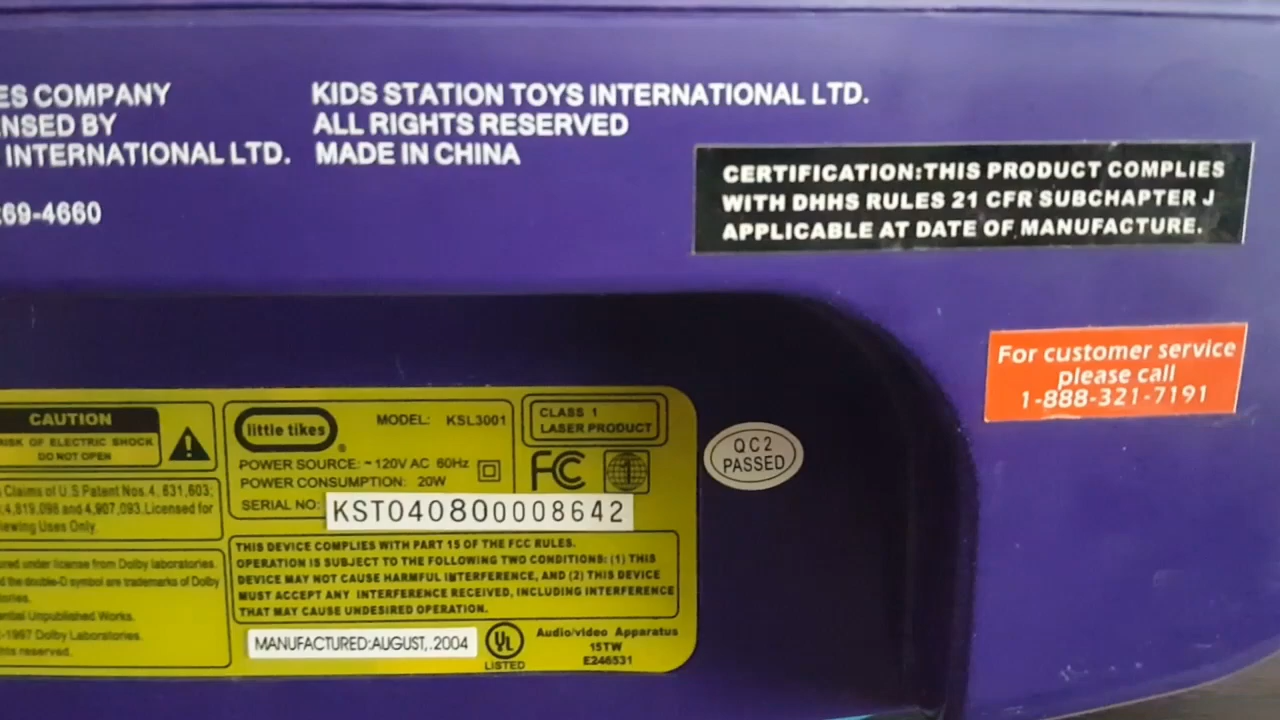 ES COMPANY
NSED BY
INTERNATIONAL LTD.
69-4660
KIDS STATION TOYS INTERNATIONAL LTD.
ALL RIGHTS RESERVED
MADE IN CHINA
CERTIFICATION:THIS PRODUCT COMPLIES
WITH DHHS RULES 21 CFR SUBCHAPTER J
APPLICABLE AT DATE OF MANUFACTURE.
For customer service
please call
1-888-321-7191
CAUTION
RISK OF ELECTRIC SHOCK
DO NOT OPEN
Claims of U.S Patent Nos.4, 631,603;
4,819,098 and 4,907,093.Licensed for
iewing Uses Only.
ured under license from Dolby laboratories.
d the double-D symbol are trademarks of Dolby
tories.
ential Unpublished Works.
-1997 Dolby Laboratories.
hts reserved.
little tikes ®
MODEL: KSL3001
POWER SOURCE: ~120V AC 60Hz
POWER CONSUMPTION: 20W
SERIAL NO: KST040800008642
CLASS 1
LASER PRODUCT
FC
1
THIS DEVICE COMPLIES WITH PART 15 OF THE FCC RULES.
OPERATION IS SUBJECT TO THE FOLLOWING TWO CONDITIONS: (1) THIS
DEVICE MAY NOT CAUSE HARMFUL INTERFERENCE, AND (2) THIS DEVICE
MUST ACCEPT ANY INTERFERENCE RECEIVED, INCLUDING INTERFERENCE
THAT MAY CAUSE UNDESIRED OPERATION.
MANUFACTURED:AUGUST,.2004
UL
LISTED
Audio/video Apparatus
15TW
E246531
QC2
PASSED